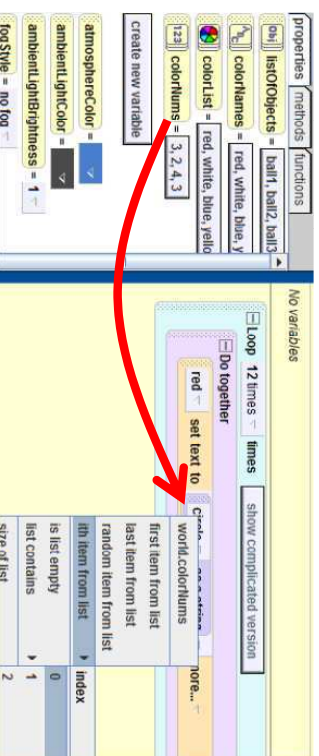 properties methods functions
Obj listOfObjects = ball1, ball2, ball3
colorNames = red, white, blue, y
colorList = red, white, blue, yello
123 colorNums = 3, 2, 4, 3
create new variable
atmosphereColor =
ambientLightColor =
ambientLightBrightness = 1
fogStyle = no fog
No variables
Loop 12 times times show complicated version
Do together
red set text to
more...
world.colorNums
first item from list
last item from list
random item from list
ith item from list
is list empty
list contains
size of list
index
0
1
2